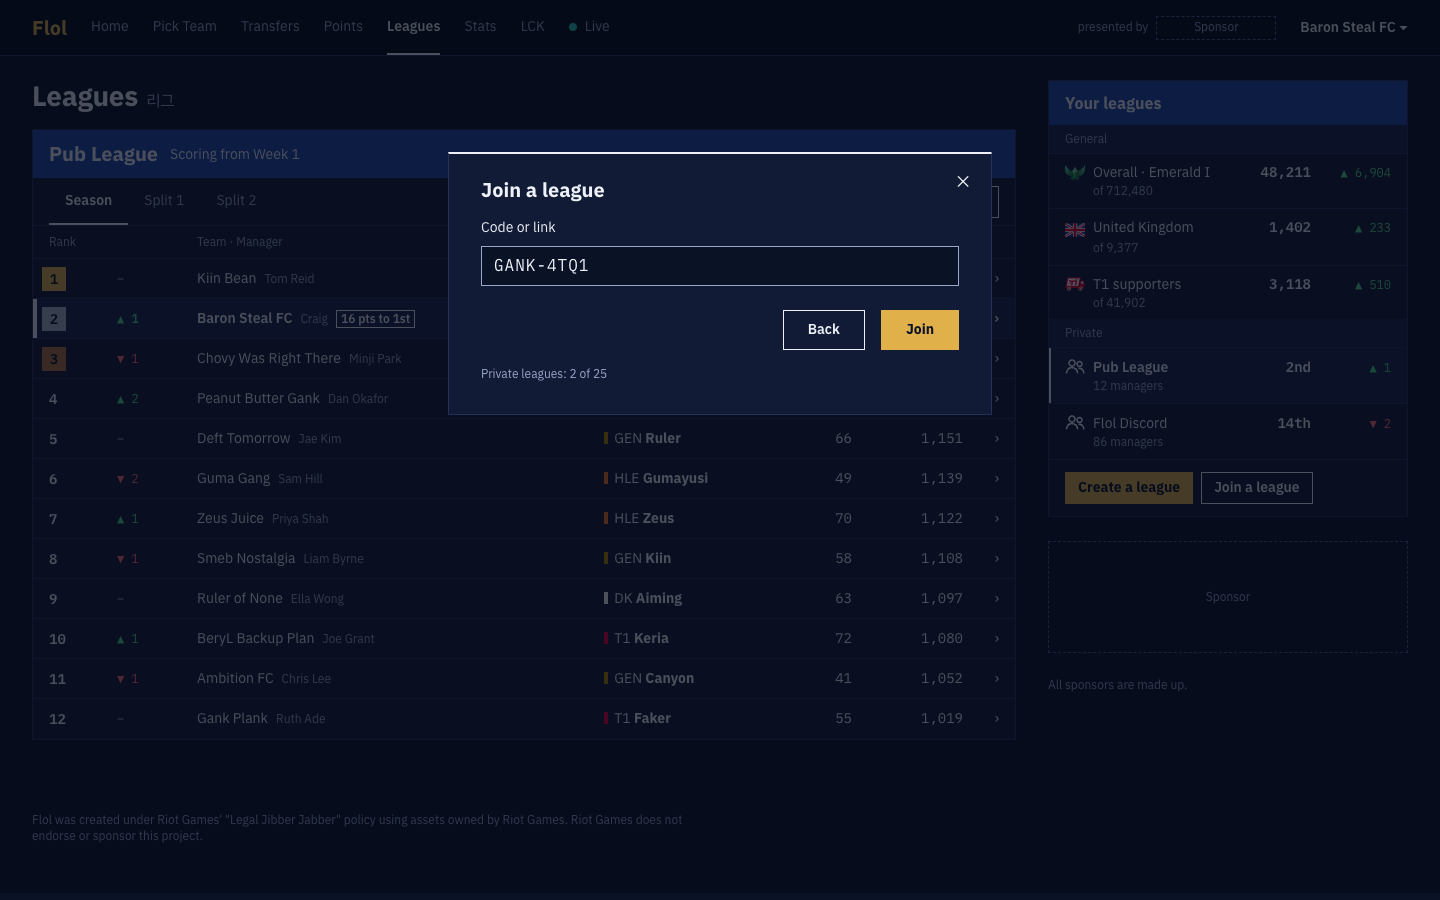 Flol Home Pick Team Transfers Points Leagues Stats LCK Live presented by Sponsor Baron Steal FC
Leagues 리그
Pub League Scoring from Week 1
Season Split 1 Split 2
Rank Team · Manager
1 – Kiin Bean Tom Reid ›
2 ▲ 1 Baron Steal FC Craig 16 pts to 1st ›
3 ▼ 1 Chovy Was Right There Minji Park ›
4 ▲ 2 Peanut Butter Gank Dan Okafor ›
5 – Deft Tomorrow Jae Kim GEN Ruler 66 1,151 ›
6 ▼ 2 Guma Gang Sam Hill HLE Gumayusi 49 1,139 ›
7 ▲ 1 Zeus Juice Priya Shah HLE Zeus 70 1,122 ›
8 ▼ 1 Smeb Nostalgia Liam Byrne GEN Kiin 58 1,108 ›
9 – Ruler of None Ella Wong DK Aiming 63 1,097 ›
10 ▲ 1 BeryL Backup Plan Joe Grant T1 Keria 72 1,080 ›
11 ▼ 1 Ambition FC Chris Lee GEN Canyon 41 1,052 ›
12 – Gank Plank Ruth Ade T1 Faker 55 1,019 ›
Join a league
Code or link
GANK-4TQ1
Back Join
Private leagues: 2 of 25
Your leagues
General
Overall · Emerald I 48,211 ▲ 6,904
of 712,480
United Kingdom 1,402 ▲ 233
of 9,377
T1 supporters 3,118 ▲ 510
of 41,902
Private
Pub League 2nd ▲ 1
12 managers
Flol Discord 14th ▼ 2
86 managers
Create a league Join a league
Sponsor
All sponsors are made up.
Flol was created under Riot Games' "Legal Jibber Jabber" policy using assets owned by Riot Games. Riot Games does not
endorse or sponsor this project.